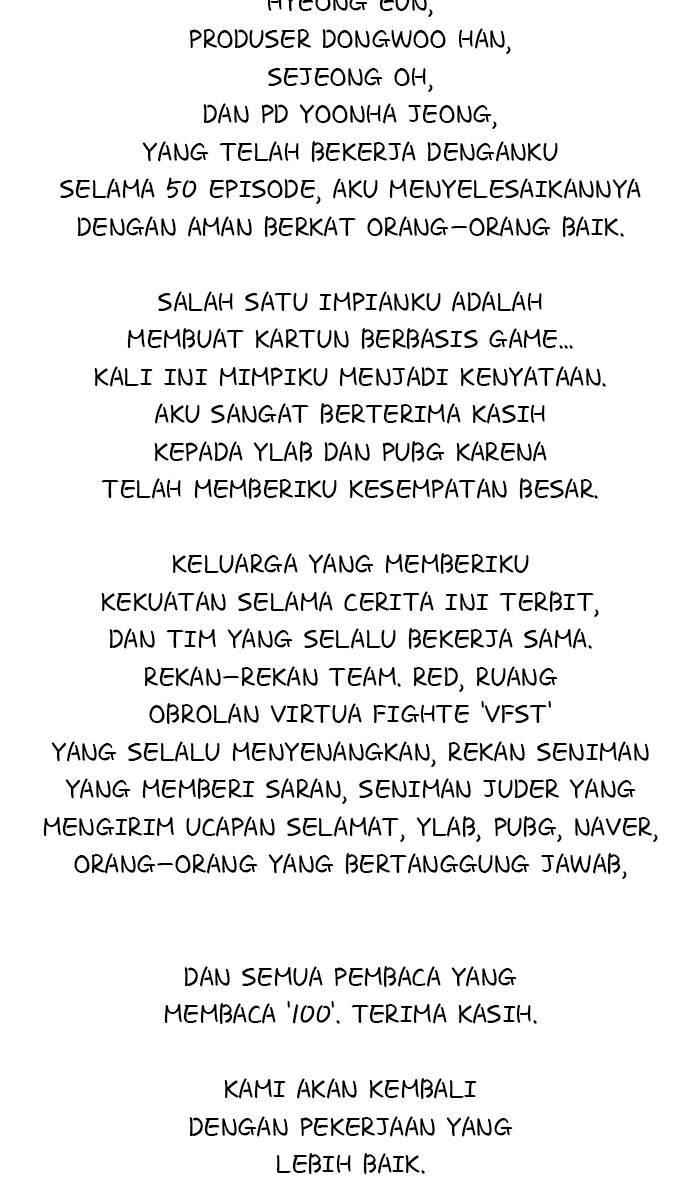 HYEONG EUN,
PRODUSER DONGWOO HAN,
SEJEONG OH,
DAN PD YOONHA JEONG,
YANG TELAH BEKERJA DENGANKU
SELAMA 50 EPISODE, AKU MENYELESAIKANNYA
DENGAN AMAN BERKAT ORANG-ORANG BAIK.
SALAH SATU IMPIANKU ADALAH
MEMBUAT KARTUN BERBASIS GAME...
KALI INI MIMPIKU MENJADI KENYATAAN.
AKU SANGAT BERTERIMA KASIH
KEPADA YLAB DAN PUBG KARENA
TELAH MEMBERIKU KESEMPATAN BESAR.
KELUARGA YANG MEMBERIKU
KEKUATAN SELAMA CERITA INI TERBIT,
DAN TIM YANG SELALU BEKERJA SAMA.
REKAN-REKAN TEAM. RED, RUANG
OBROLAN VIRTUA FIGHTE 'VFST'
YANG SELALU MENYENANGKAN, REKAN SENIMAN
YANG MEMBERI SARAN, SENIMAN JUDER YANG
MENGIRIM UCAPAN SELAMAT, YLAB, PUBG, NAVER,
ORANG-ORANG YANG BERTANGGUNG JAWAB,
DAN SEMUA PEMBACA YANG
MEMBACA '100'. TERIMA KASIH.
KAMI AKAN KEMBALI
DENGAN PEKERJAAN YANG
LEBIH BAIK.